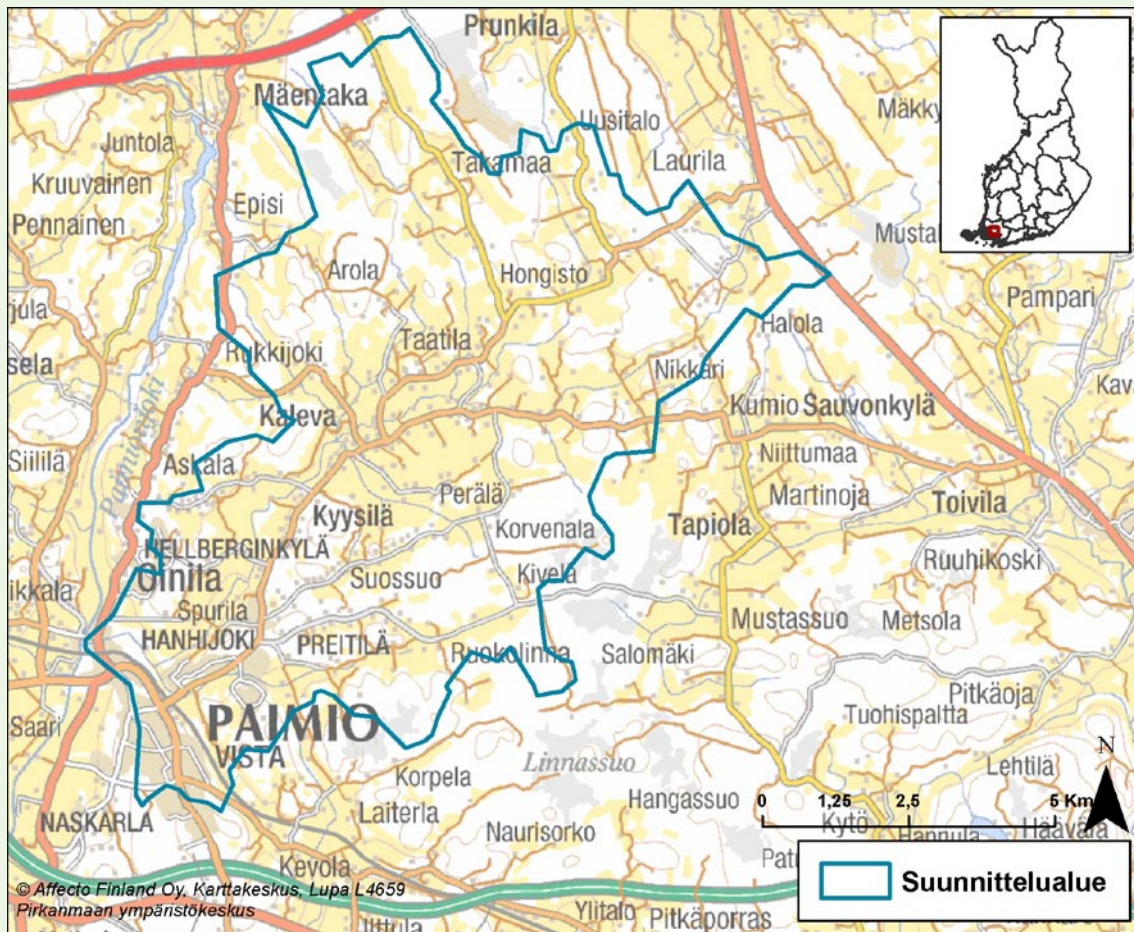 Prunkila
Mäentaka
Uusitalo
Juntola
Takamaa
Laurila
Kruuvainen
Episi
Pennainen
Arola
Hongisto
Pampari
Halola
Taatila
Rukkijoki
Nikkari
sela
Kaleva
Kumio
Sauvonkylä
Paimionjoki
Siililä
Askala
Niittumaa
Perälä
Martinoja
Toivila
Kyysilä
Korvenala
Tapiola
HELLBERGINKYLÄ
Ruuhikoski
Suossuo
Kivelä
Oinila
ikkala
Spurila
Mustassuo
Metsola
HANHIJOKI
PREITILÄ
Ruokolinna
Salomäki
Pitkäoja
Saari
Tuohispaltta
PAIMIO
VISTA
Linnassuo
N
Korpela
Lehtilä
Hangassuo
0 1,25 2,5 5 Km
Laiterla
NASKARLA
Kytö
Hannula
Häävärä
Naurisorko
Kevola
Suunnittelualue
© Affecto Finland Oy, Karttakeskus, Lupa L4659
Pirkanmaan ympäristökeskus
Ylitalo
Pitkäporras